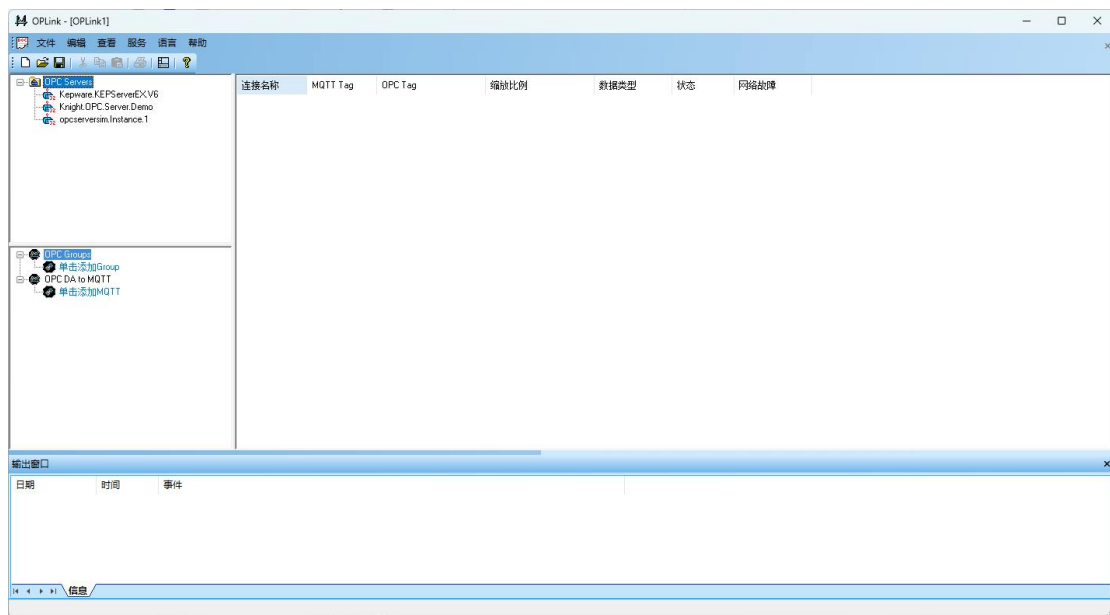 OPLink - [OPLink1]
文件 编辑 查看 服务 语言 帮助
OPC Servers
Kepware.KEPServerEX.V6
Knight.OPC.Server.Demo
opcserversim.Instance.1
连接名称 MQTT Tag OPC Tag 缩放比例 数据类型 状态 网络故障
OPC Groups
单击添加Group
OPC DA to MQTT
单击添加MQTT
输出窗口
日期 时间 事件
信息